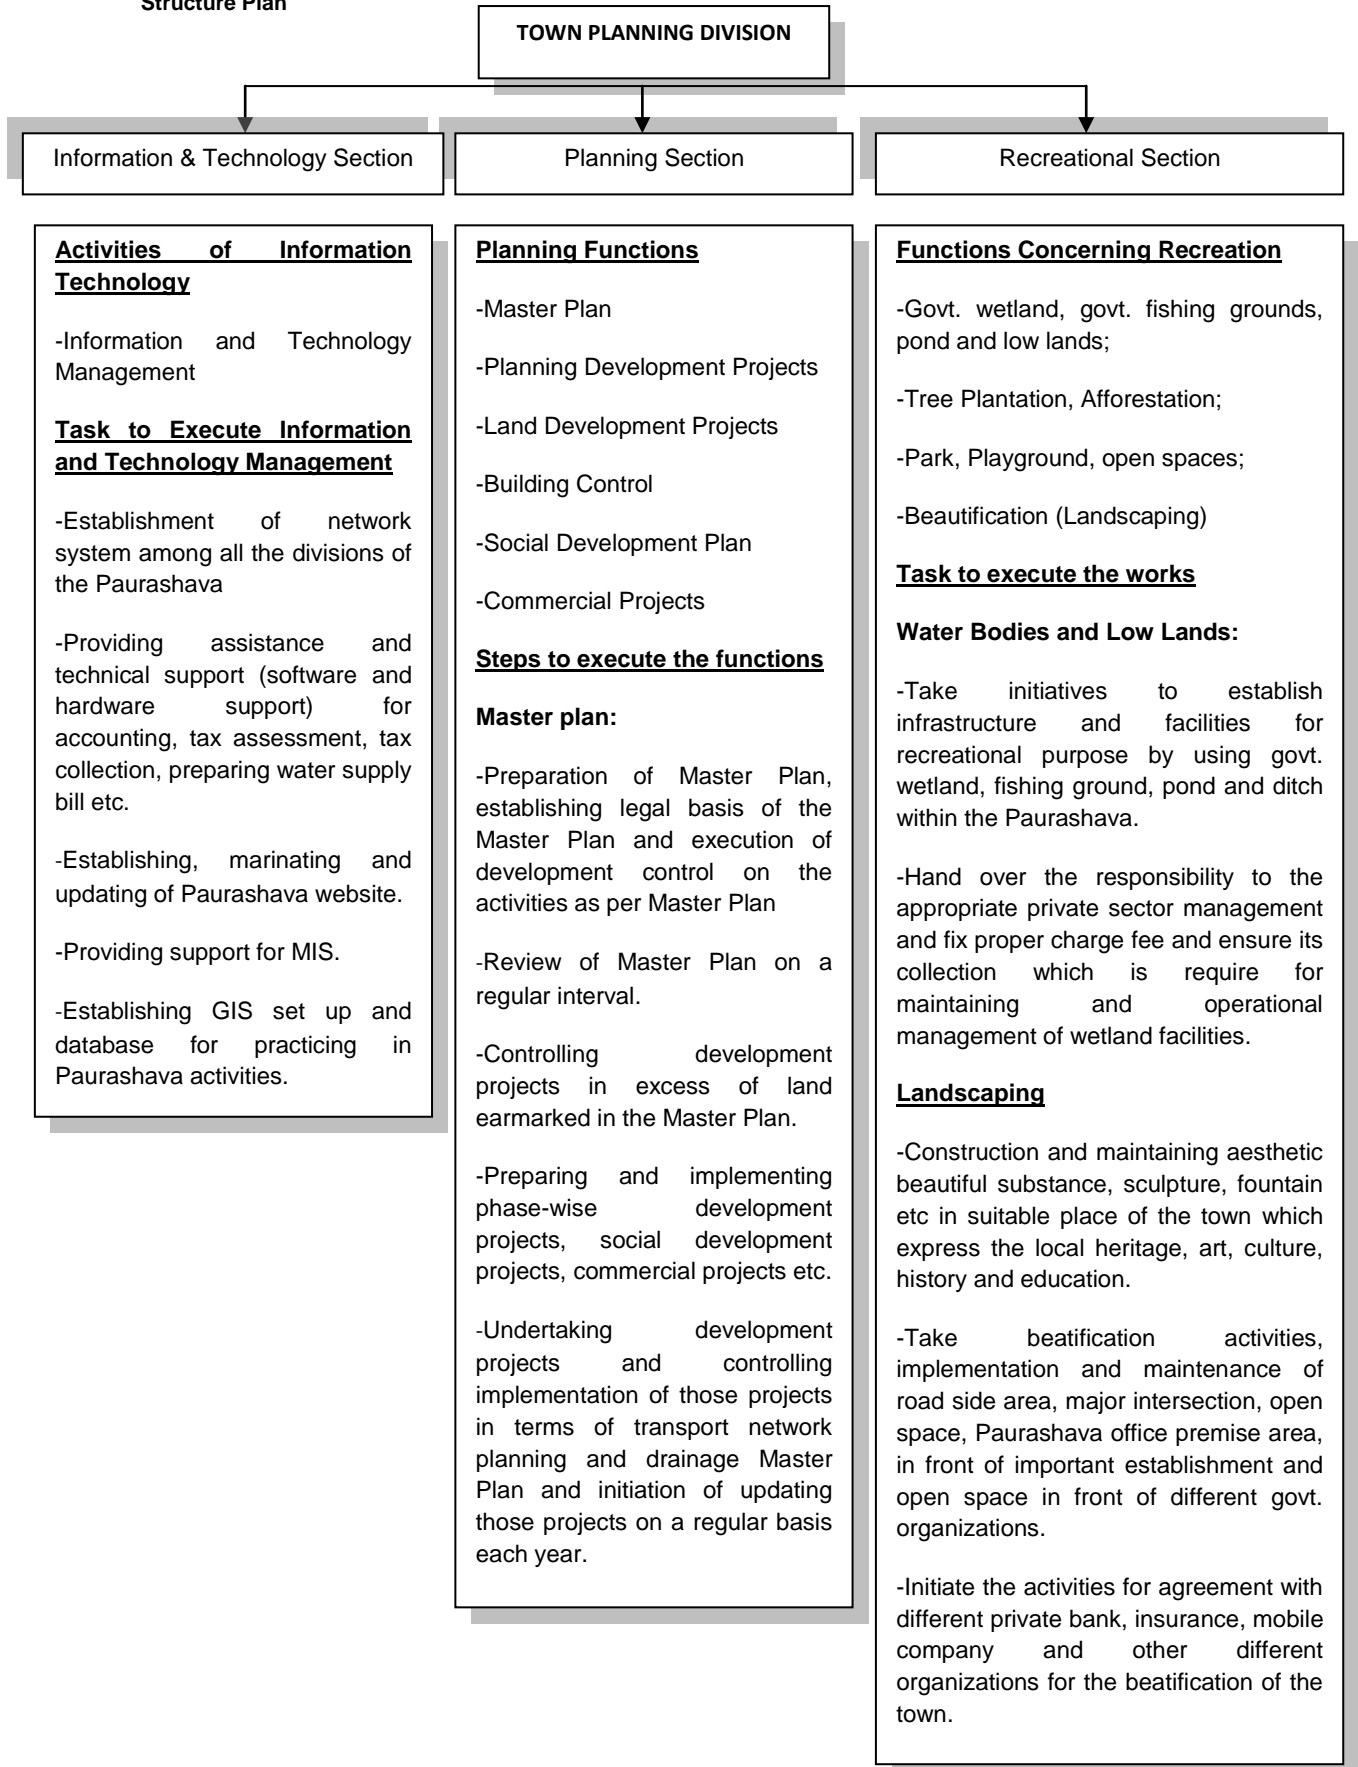 Structure Plan
TOWN PLANNING DIVISION
Information & Technology Section
Planning Section
Recreational Section
Activities of Information
Technology
-Information and Technology
Management
Task to Execute Information
and Technology Management
-Establishment of network
system among all the divisions of
the Paurashava
-Providing assistance and
technical support (software and
hardware support) for
accounting, tax assessment, tax
collection, preparing water supply
bill etc.
-Establishing, marinating and
updating of Paurashava website.
-Providing support for MIS.
-Establishing GIS set up and
database for practicing in
Paurashava activities.
Planning Functions
-Master Plan
-Planning Development Projects
-Land Development Projects
-Building Control
-Social Development Plan
-Commercial Projects
Steps to execute the functions
Master plan:
-Preparation of Master Plan,
establishing legal basis of the
Master Plan and execution of
development control on the
activities as per Master Plan
-Review of Master Plan on a
regular interval.
-Controlling development
projects in excess of land
earmarked in the Master Plan.
-Preparing and implementing
phase-wise development
projects, social development
projects, commercial projects etc.
-Undertaking development
projects and controlling
implementation of those projects
in terms of transport network
planning and drainage Master
Plan and initiation of updating
those projects on a regular basis
each year.
Functions Concerning Recreation
-Govt. wetland, govt. fishing grounds,
pond and low lands;
-Tree Plantation, Afforestation;
-Park, Playground, open spaces;
-Beautification (Landscaping)
Task to execute the works
Water Bodies and Low Lands:
-Take initiatives to establish
infrastructure and facilities for
recreational purpose by using govt.
wetland, fishing ground, pond and ditch
within the Paurashava.
-Hand over the responsibility to the
appropriate private sector management
and fix proper charge fee and ensure its
collection which is require for
maintaining and operational
management of wetland facilities.
Landscaping
-Construction and maintaining aesthetic
beautiful substance, sculpture, fountain
etc in suitable place of the town which
express the local heritage, art, culture,
history and education.
-Take beatification activities,
implementation and maintenance of
road side area, major intersection, open
space, Paurashava office premise area,
in front of important establishment and
open space in front of different govt.
organizations.
-Initiate the activities for agreement with
different private bank, insurance, mobile
company and other different
organizations for the beatification of the
town.